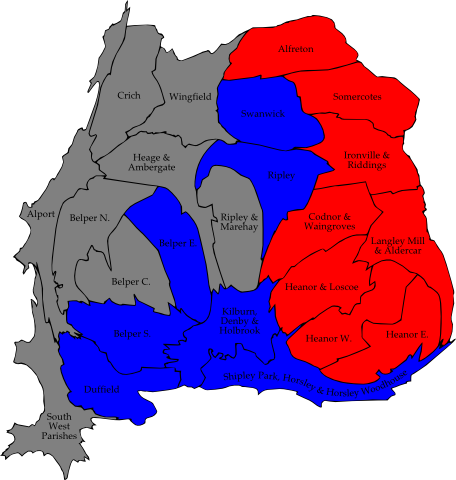 Alfreton
Crich
Wingfield
Somercotes
Swanwick
Heage &
Ambergate
Ironville &
Riddings
Ripley
Alport
Belper N.
Ripley &
Marehay
Codnor &
Waingroves
Belper E.
Langley Mill
& Aldercar
Belper C.
Heanor & Loscoe
Kilburn,
Denby &
Holbrook
Belper S.
Heanor W.
Heanor E.
Shipley Park, Horsley & Horsley Woodhouse
Duffield
South
West
Parishes